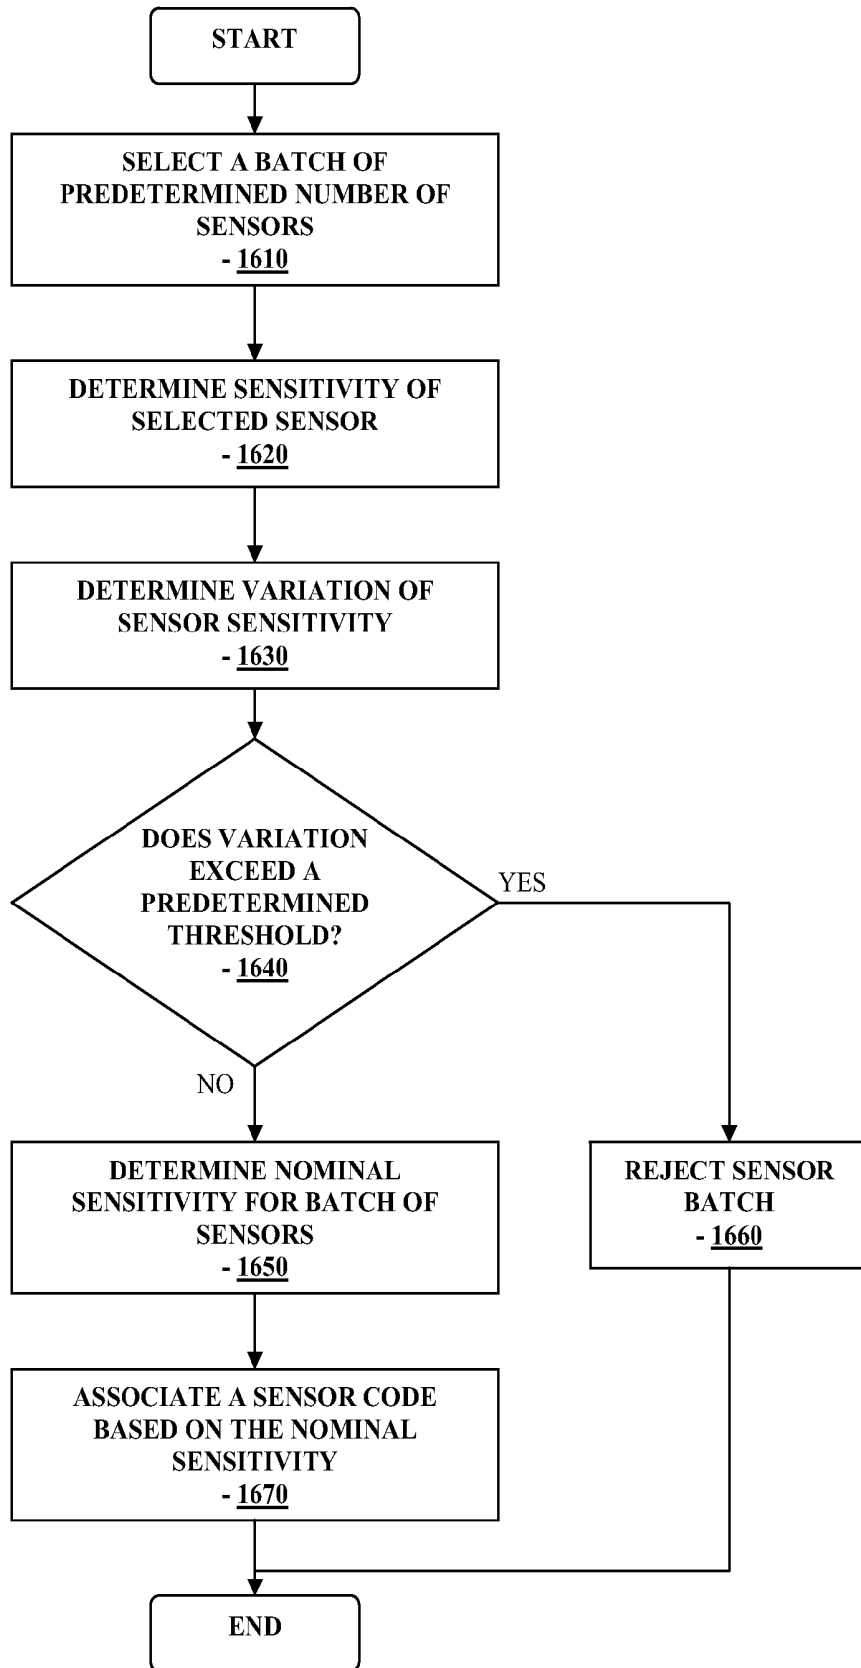 START
SELECT A BATCH OF
PREDETERMINED NUMBER OF
SENSORS
- 1610
DETERMINE SENSITIVITY OF
SELECTED SENSOR
- 1620
DETERMINE VARIATION OF
SENSOR SENSITIVITY
- 1630
DOES VARIATION
EXCEED A
PREDETERMINED
THRESHOLD?
- 1640
YES
NO
DETERMINE NOMINAL
SENSITIVITY FOR BATCH OF
SENSORS
- 1650
REJECT SENSOR
BATCH
- 1660
ASSOCIATE A SENSOR CODE
BASED ON THE NOMINAL
SENSITIVITY
- 1670
END